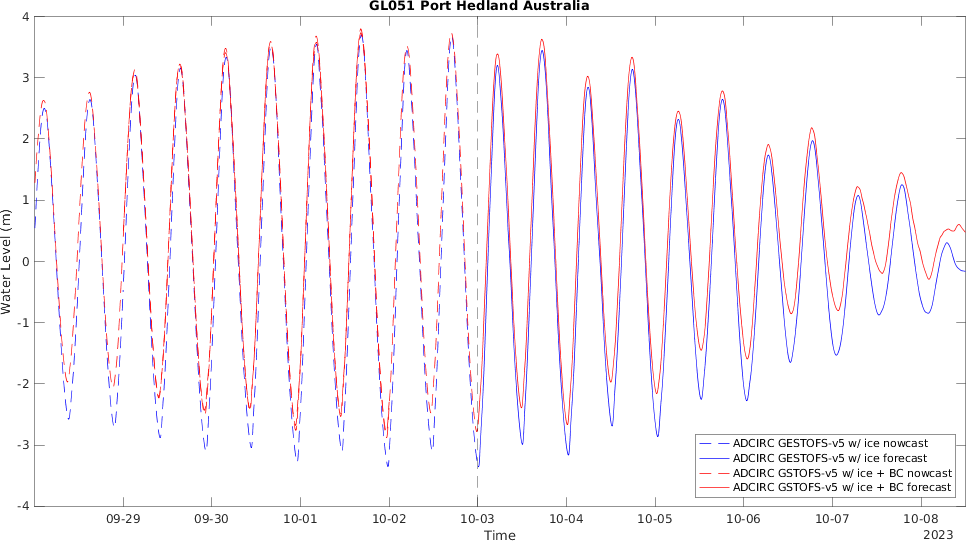 GL051 Port Hedland Australia
4
3
2
1
0
-1
-2
-3
-4
Water Level (m)
ADCIRC GESTOFS-v5 w/ ice nowcast
ADCIRC GESTOFS-v5 w/ ice forecast
ADCIRC GSTOFS-v5 w/ ice + BC nowcast
ADCIRC GSTOFS-v5 w/ ice + BC forecast
09-29 09-30 10-01 10-02 10-03 10-04 10-05 10-06 10-07 10-08
Time 2023